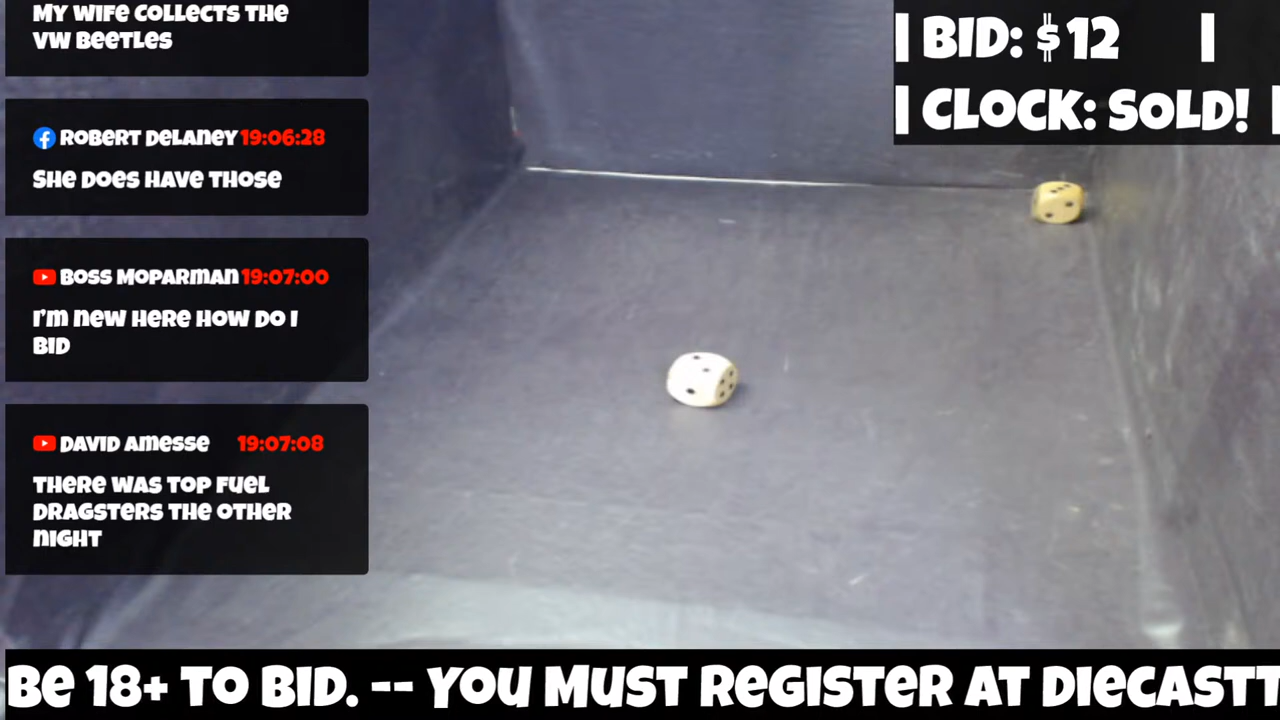 MY WIFE COLLECTS THE
VW BEETLES
| BID: $12 |
| CLOCK: SOLD! |
ROBERT DELANEY 19:06:28
SHE DOES HAVE THOSE
BOSS MOPARMAN 19:07:00
I'M NEW HERE HOW DO I
BID
DAVID AMESSE 19:07:08
THERE WAS TOP FUEL
DRAGSTERS THE OTHER
NIGHT
BE 18+ TO BID. -- YOU MUST REGISTER AT DIECASTT